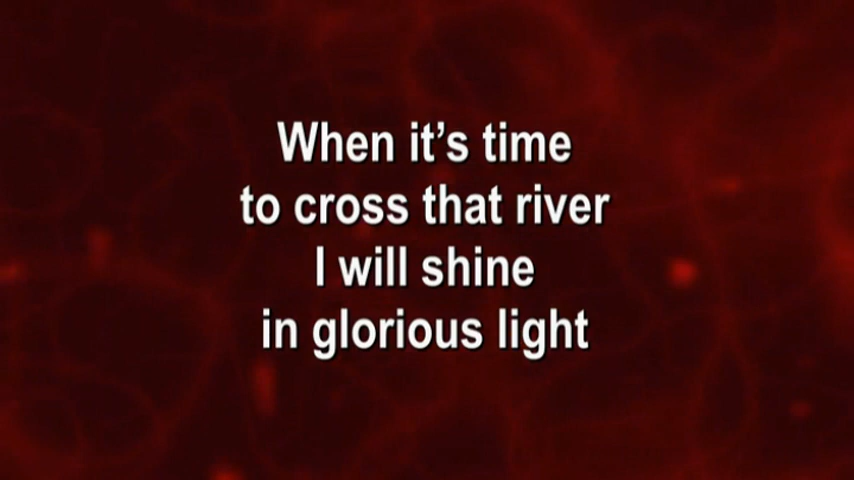 When it’s time
to cross that river
I will shine
in glorious light